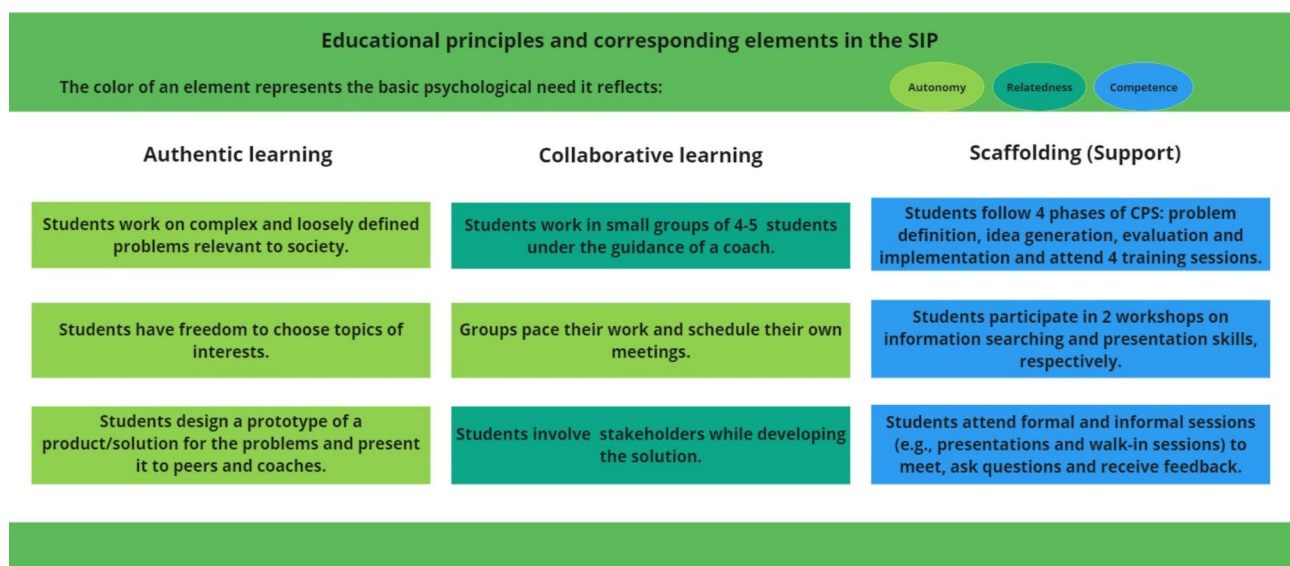 Educational principles and corresponding elements in the SIP
The color of an element represents the basic psychological need it reflects:
Autonomy
Relatedness
Competence
Authentic learning
Collaborative learning
Scaffolding (Support)
Students work on complex and loosely defined
problems relevant to society.
Students work in small groups of 4-5 students
under the guidance of a coach.
Students follow 4 phases of CPS: problem
definition, idea generation, evaluation and
implementation and attend 4 training sessions.
Students have freedom to choose topics of
interests.
Groups pace their work and schedule their own
meetings.
Students participate in 2 workshops on
information searching and presentation skills,
respectively.
Students design a prototype of a
product/solution for the problems and present
it to peers and coaches.
Students involve stakeholders while developing
the solution.
Students attend formal and informal sessions
(e.g., presentations and walk-in sessions) to
meet, ask questions and receive feedback.